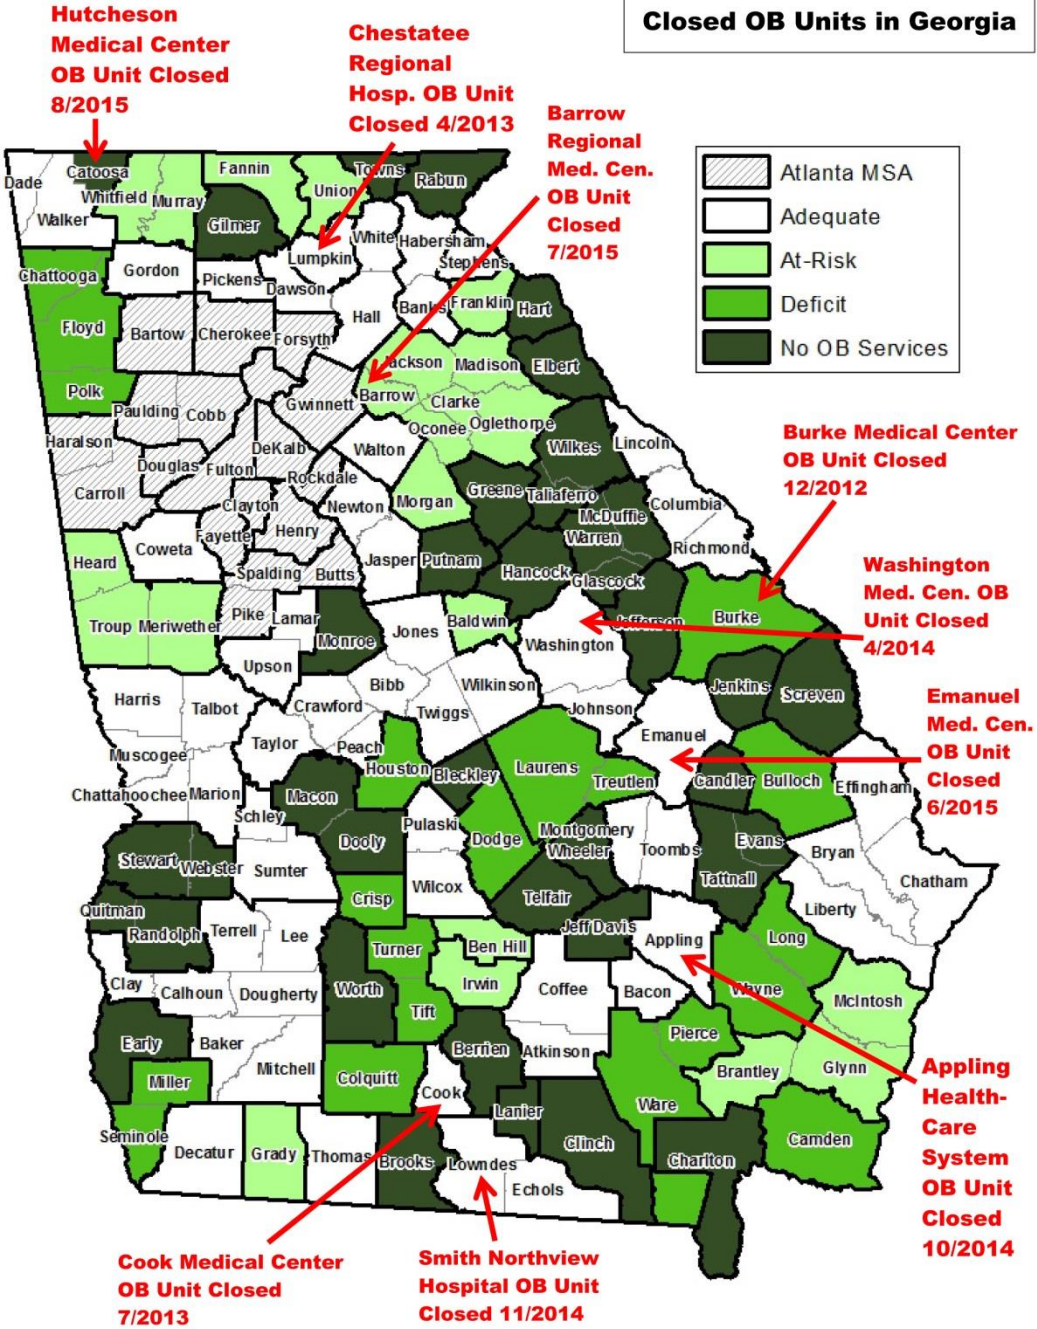 Closed OB Units in Georgia
Hutcheson
Medical Center
OB Unit Closed
8/2015
Chestatee
Regional
Hosp. OB Unit
Closed 4/2013
Barrow
Regional
Med. Cen.
OB Unit
Closed
7/2015
Atlanta MSA
Adequate
At-Risk
Deficit
No OB Services
Burke Medical Center
OB Unit Closed
12/2012
Washington
Med. Cen. OB
Unit Closed
4/2014
Emanuel
Med. Cen.
OB Unit
Closed
6/2015
Appling
Health-
Care
System
OB Unit
Closed
10/2014
Cook Medical Center
OB Unit Closed
7/2013
Smith Northview
Hospital OB Unit
Closed 11/2014
Dade
Catoosa
Fannin
Towns
Rabun
Whitfield
Murray
Union
Walker
Gilmer
White
Habersham
Lumpkin
Stephens
Chattooga
Gordon
Pickens
Dawson
Hall
Banks
Franklin
Hart
Floyd
Bartow
Cherokee
Forsyth
Jackson
Madison
Elbert
Polk
Paulding
Cobb
Gwinnett
Barrow
Clarke
Oconee
Oglethorpe
Haralson
DeKalb
Walton
Wilkes
Lincoln
Douglas
Fulton
Rockdale
Carroll
Clayton
Newton
Morgan
Greene
Taliaferro
Columbia
McDuffie
Fayette
Henry
Warren
Coweta
Richmond
Heard
Spalding
Butts
Jasper
Putnam
Hancock
Glascock
Troup
Meriwether
Pike
Lamar
Monroe
Jones
Baldwin
Jefferson
Burke
Washington
Upson
Harris
Talbot
Bibb
Wilkinson
Jenkins
Screven
Crawford
Twiggs
Johnson
Muscogee
Taylor
Peach
Emanuel
Houston
Bleckley
Laurens
Treutlen
Candler
Bulloch
Effingham
Chattahoochee
Marion
Macon
Schley
Pulaski
Dooly
Dodge
Montgomery
Wheeler
Toombs
Evans
Bryan
Stewart
Webster
Sumter
Tattnall
Chatham
Crisp
Wilcox
Telfair
Quitman
Randolph
Terrell
Lee
Jeff Davis
Appling
Liberty
Long
Turner
Ben Hill
Clay
Calhoun
Dougherty
Worth
Irwin
Coffee
Bacon
Wayne
McIntosh
Tift
Early
Baker
Berrien
Atkinson
Pierce
Mitchell
Brantley
Glynn
Miller
Colquitt
Cook
Lanier
Ware
Seminole
Decatur
Grady
Thomas
Brooks
Lowndes
Clinch
Charlton
Camden
Echols